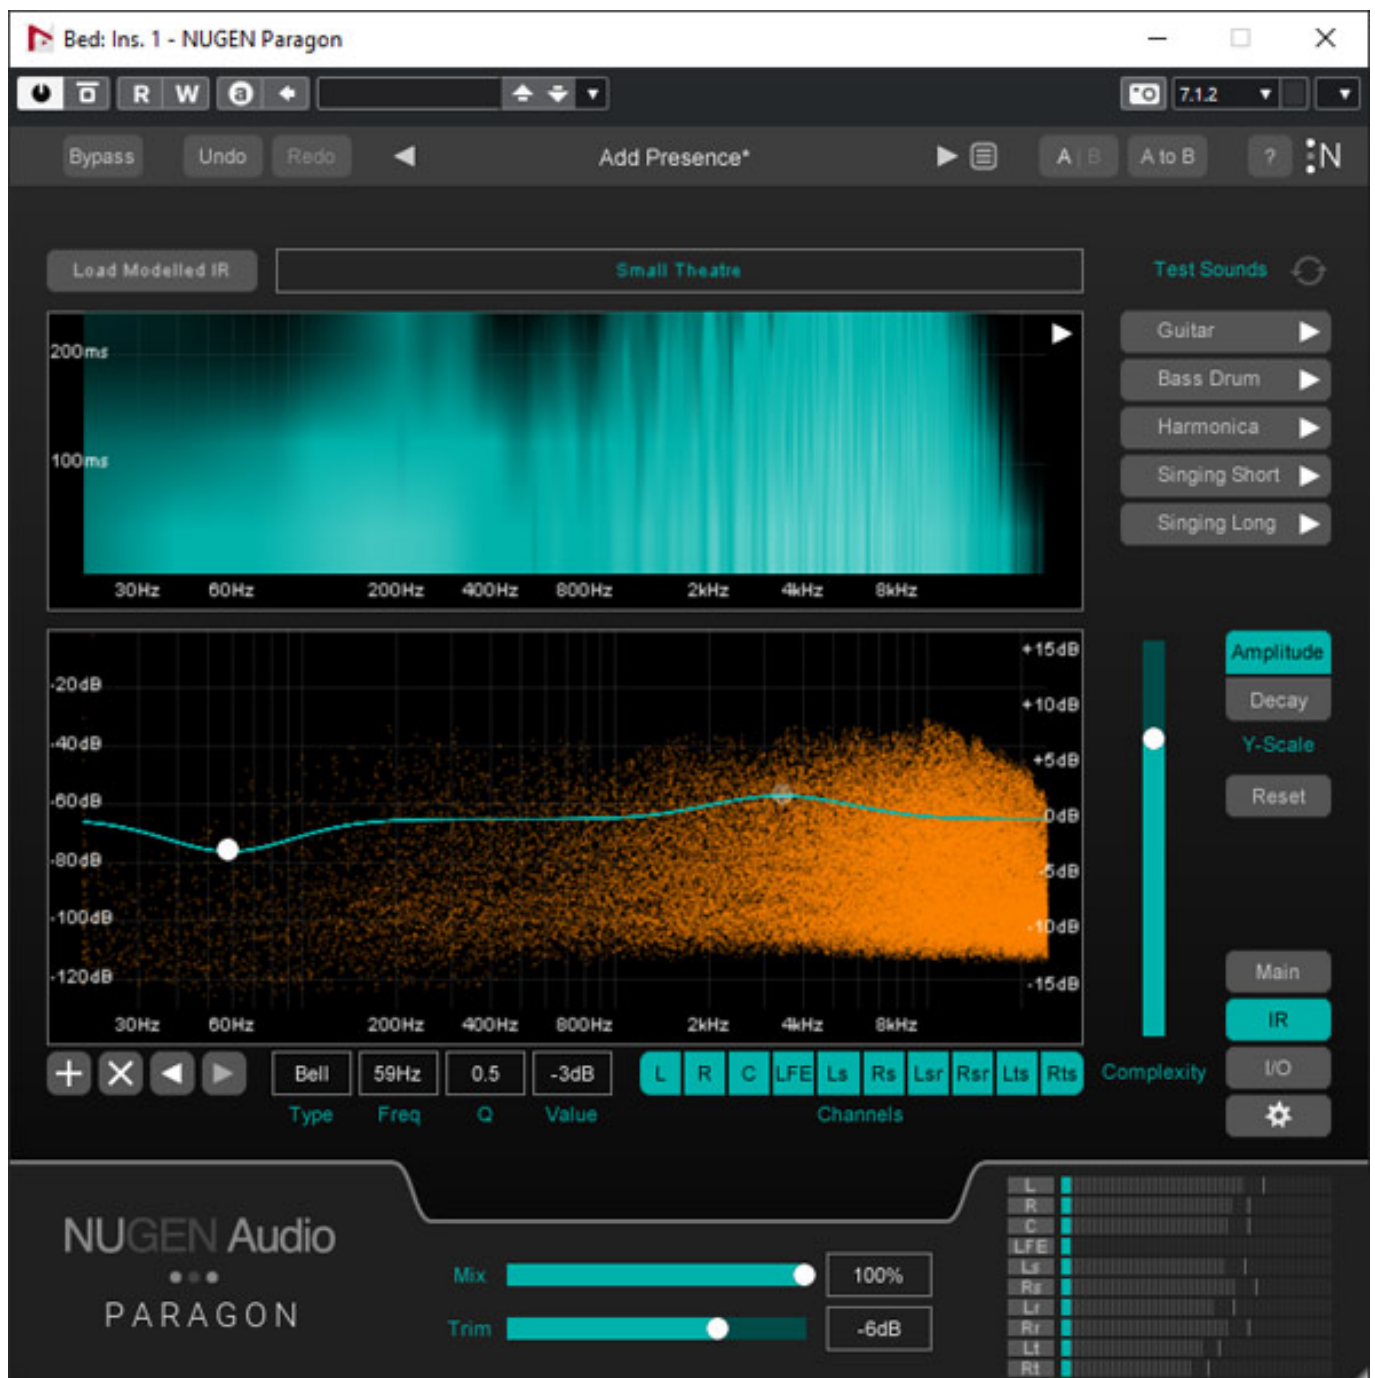 Bed: Ins. 1 - NUGEN Paragon
R W a 7.1.2
Bypass Undo Redo Add Presence* A | B A to B ? N
Load Modelled IR Small Theatre Test Sounds
200ms
100ms
30Hz 60Hz 200Hz 400Hz 800Hz 2kHz 4kHz 8kHz
Guitar
Bass Drum
Harmonica
Singing Short
Singing Long
-20dB
-40dB
-60dB
-80dB
-100dB
-120dB
+15dB
+10dB
+5dB
0dB
-5dB
-10dB
-15dB
30Hz 60Hz 200Hz 400Hz 800Hz 2kHz 4kHz 8kHz
Amplitude
Decay
Y-Scale
Reset
Main
IR
I/O
Bell 59Hz 0.5 -3dB L R C LFE Ls Rs Lsr Rsr Lts Rts Complexity
Type Freq Q Value Channels
NUGEN Audio
PARAGON
Mix 100%
Trim -6dB
L
R
C
LFE
Ls
Rs
Lr
Rr
Lt
Rt